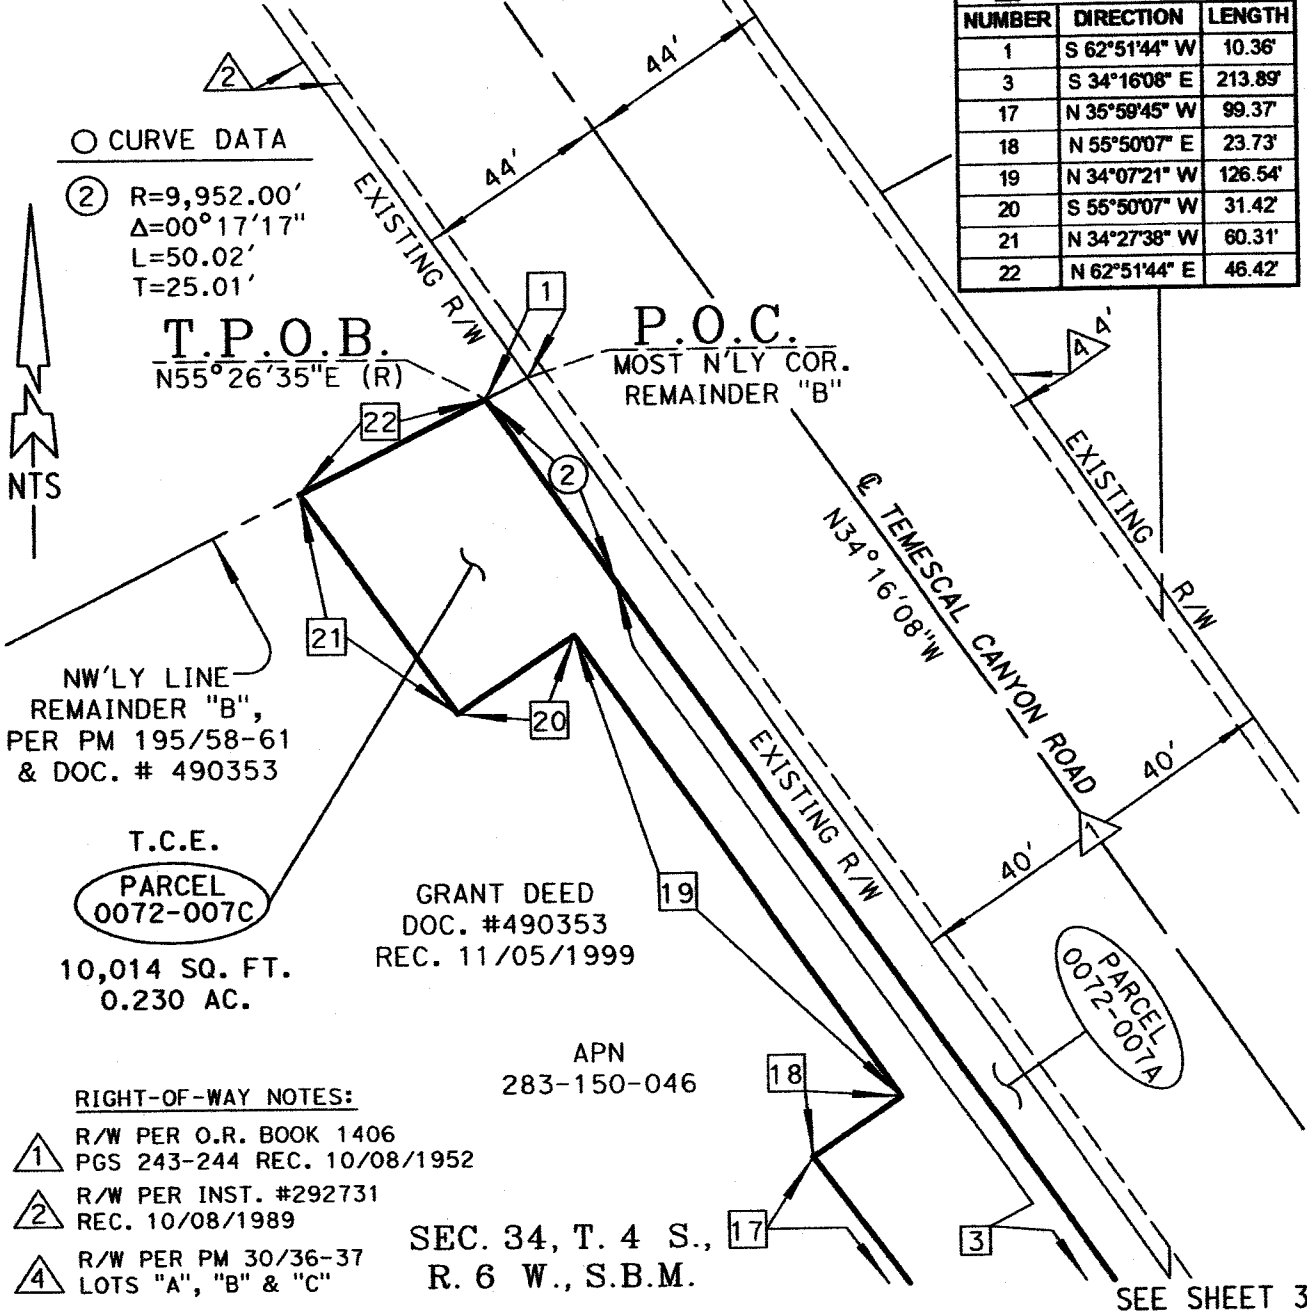 NUMBER DIRECTION LENGTH
1 S 62°51'44" W 10.36'
3 S 34°16'08" E 213.89'
17 N 35°59'45" W 99.37'
18 N 55°50'07" E 23.73'
19 N 34°07'21" W 126.54'
20 S 55°50'07" W 31.42'
21 N 34°27'38" W 60.31'
22 N 62°51'44" E 46.42'
2
44'
44'
CURVE DATA
2 R=9,952.00'
Δ=00°17'17"
L=50.02'
T=25.01'
EXISTING R/W
1
T.P.O.B.
N55°26'35"E (R)
P.O.C.
MOST N'LY COR.
REMAINDER "B"
4
4'
22
2
NTS
EXISTING R/W
℄ TEMESCAL CANYON ROAD
N34°16'08"W
21
20
NW'LY LINE
REMAINDER "B",
PER PM 195/58-61
& DOC. # 490353
EXISTING R/W
40'
40'
1
T.C.E.
PARCEL
0072-007C
10,014 SQ. FT.
0.230 AC.
GRANT DEED
DOC. #490353
REC. 11/05/1999
19
PARCEL
0072-007A
APN
283-150-046
18
17
3
RIGHT-OF-WAY NOTES:
1 R/W PER O.R. BOOK 1406
PGS 243-244 REC. 10/08/1952
2 R/W PER INST. #292731
REC. 10/08/1989
4 R/W PER PM 30/36-37
LOTS "A", "B" & "C"
SEC. 34, T. 4 S.,
R. 6 W., S.B.M.
SEE SHEET 3